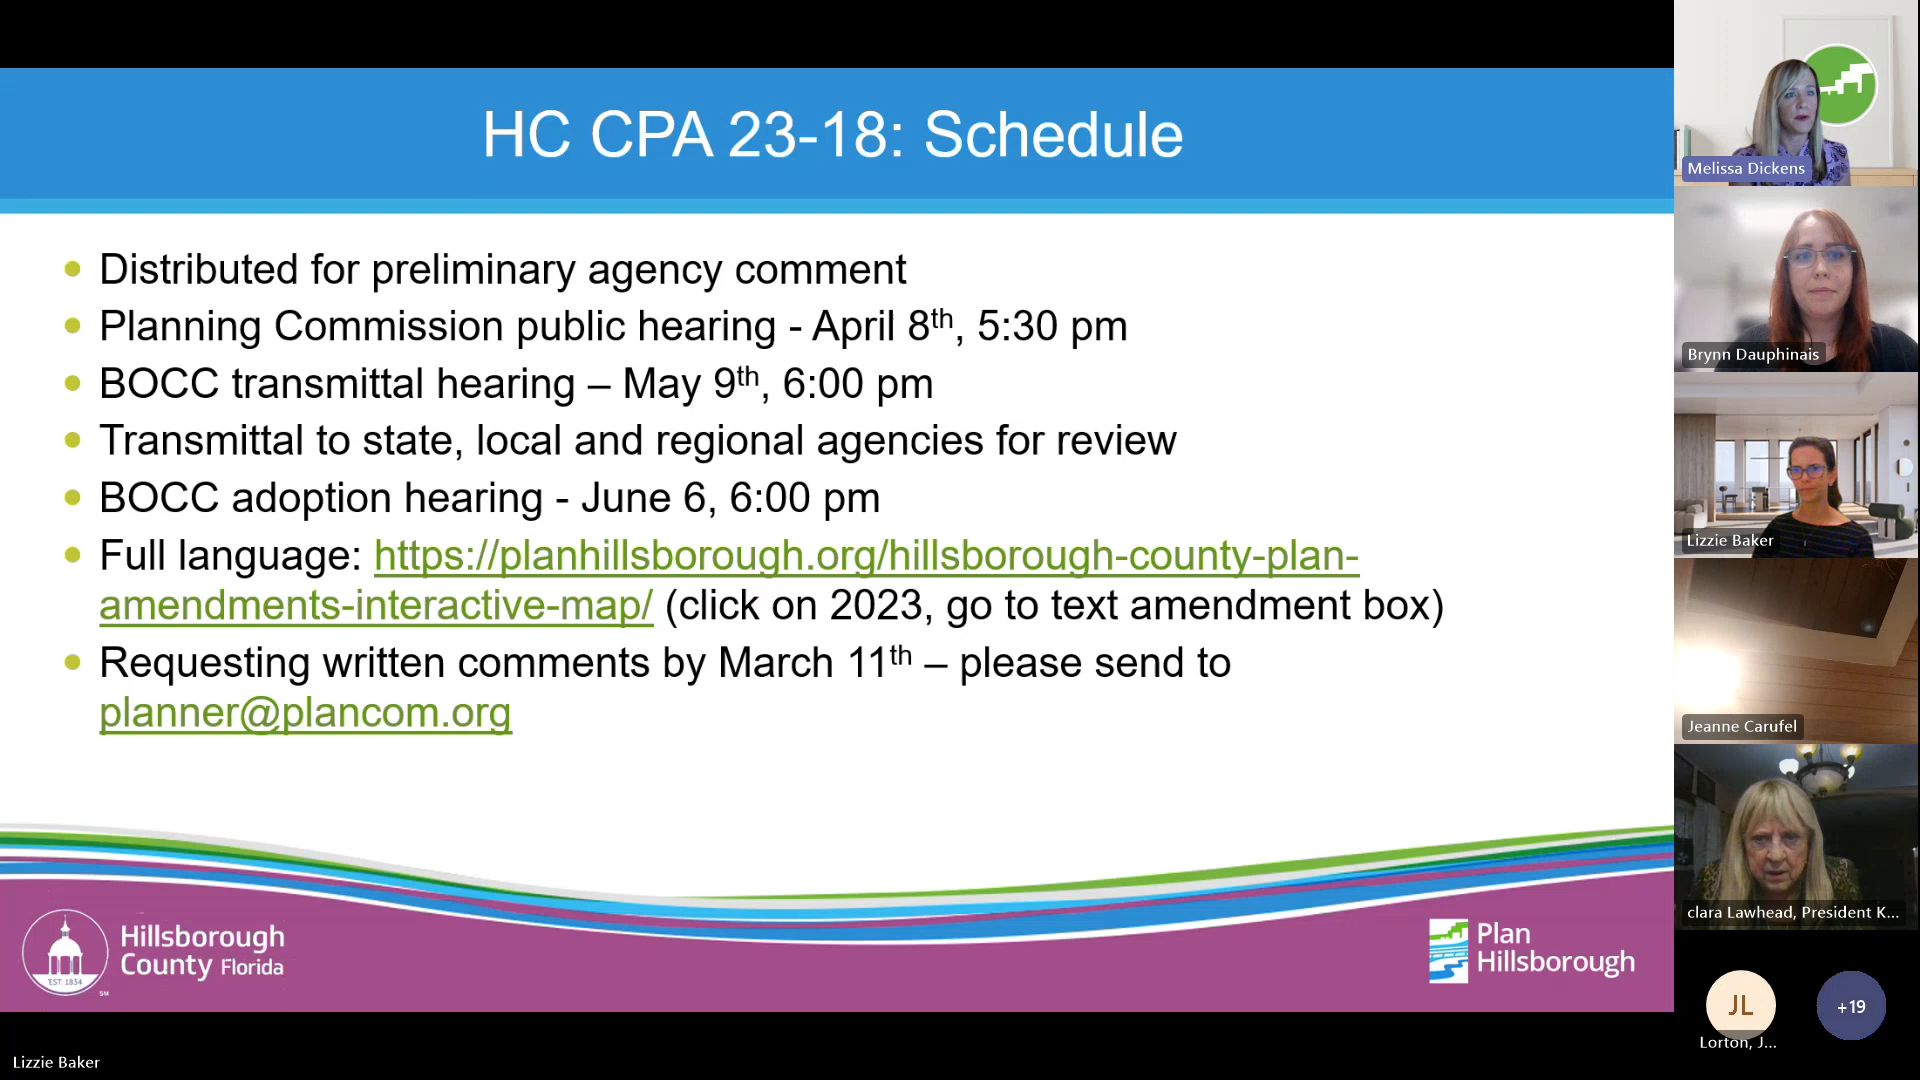 HC CPA 23-18: Schedule
Distributed for preliminary agency comment
Planning Commission public hearing - April 8th, 5:30 pm
BOCC transmittal hearing – May 9th, 6:00 pm
Transmittal to state, local and regional agencies for review
BOCC adoption hearing - June 6, 6:00 pm
Full language: https://planhillsborough.org/hillsborough-county-plan-
amendments-interactive-map/ (click on 2023, go to text amendment box)
Requesting written comments by March 11th – please send to
planner@plancom.org
EST. 1834
SM
Hillsborough
County Florida
Plan
Hillsborough
Lizzie Baker
Melissa Dickens
Brynn Dauphinais
Lizzie Baker
Jeanne Carufel
clara Lawhead, President K...
JL
+19
Lorton, J...